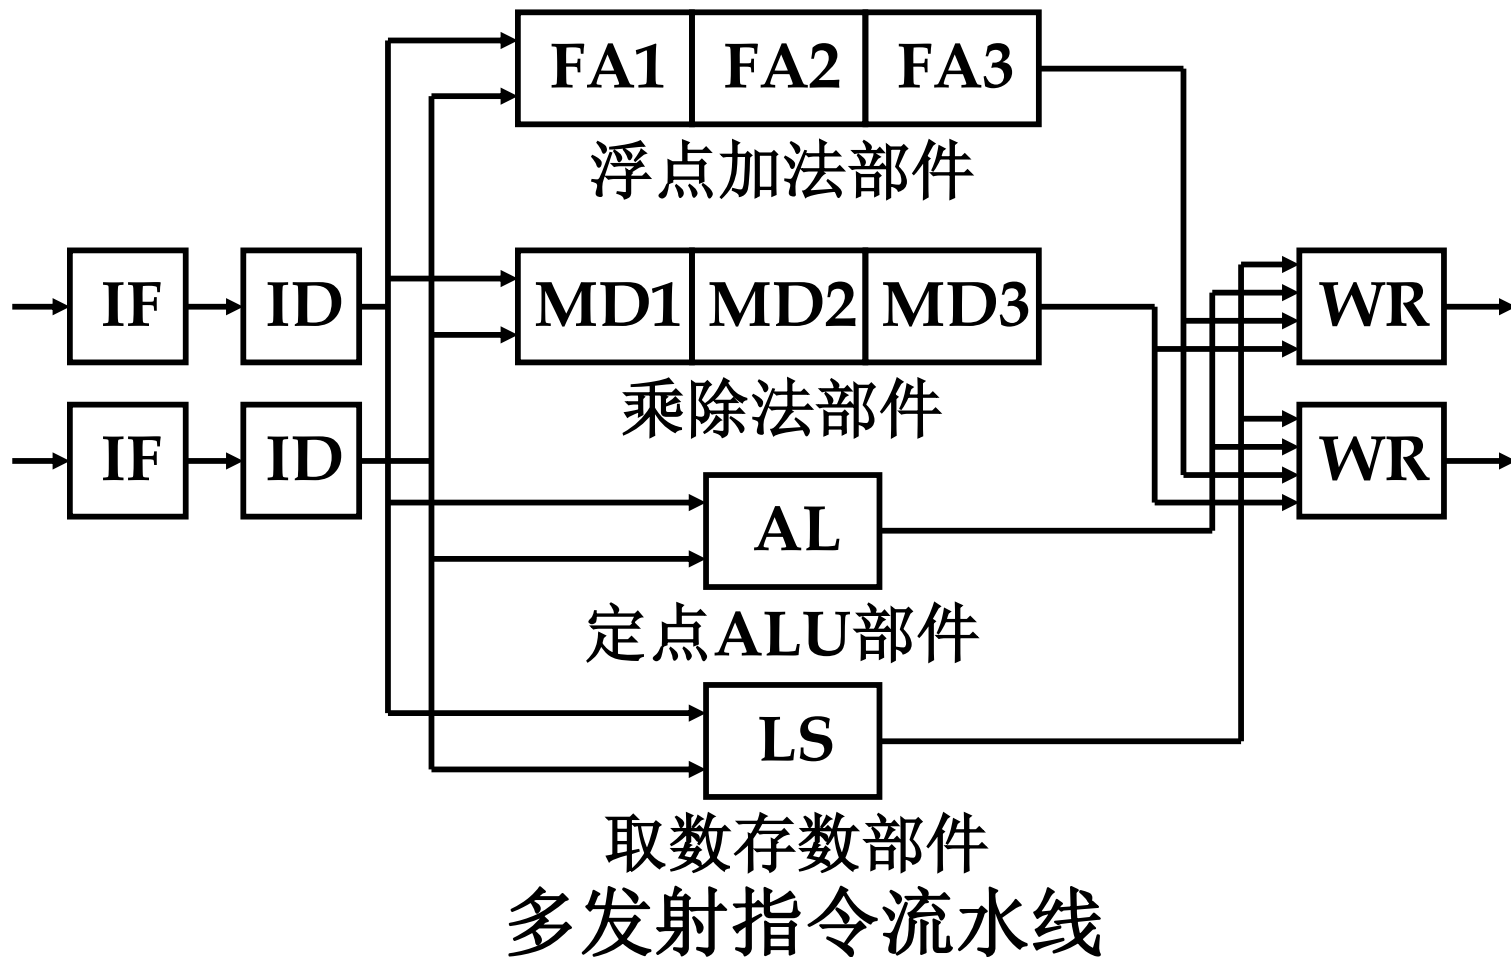 FA1 FA2 FA3
浮点加法部件
IF ID MD1 MD2 MD3 WR
乘除法部件
IF ID WR
AL
定点ALU部件
LS
取数存数部件
多发射指令流水线